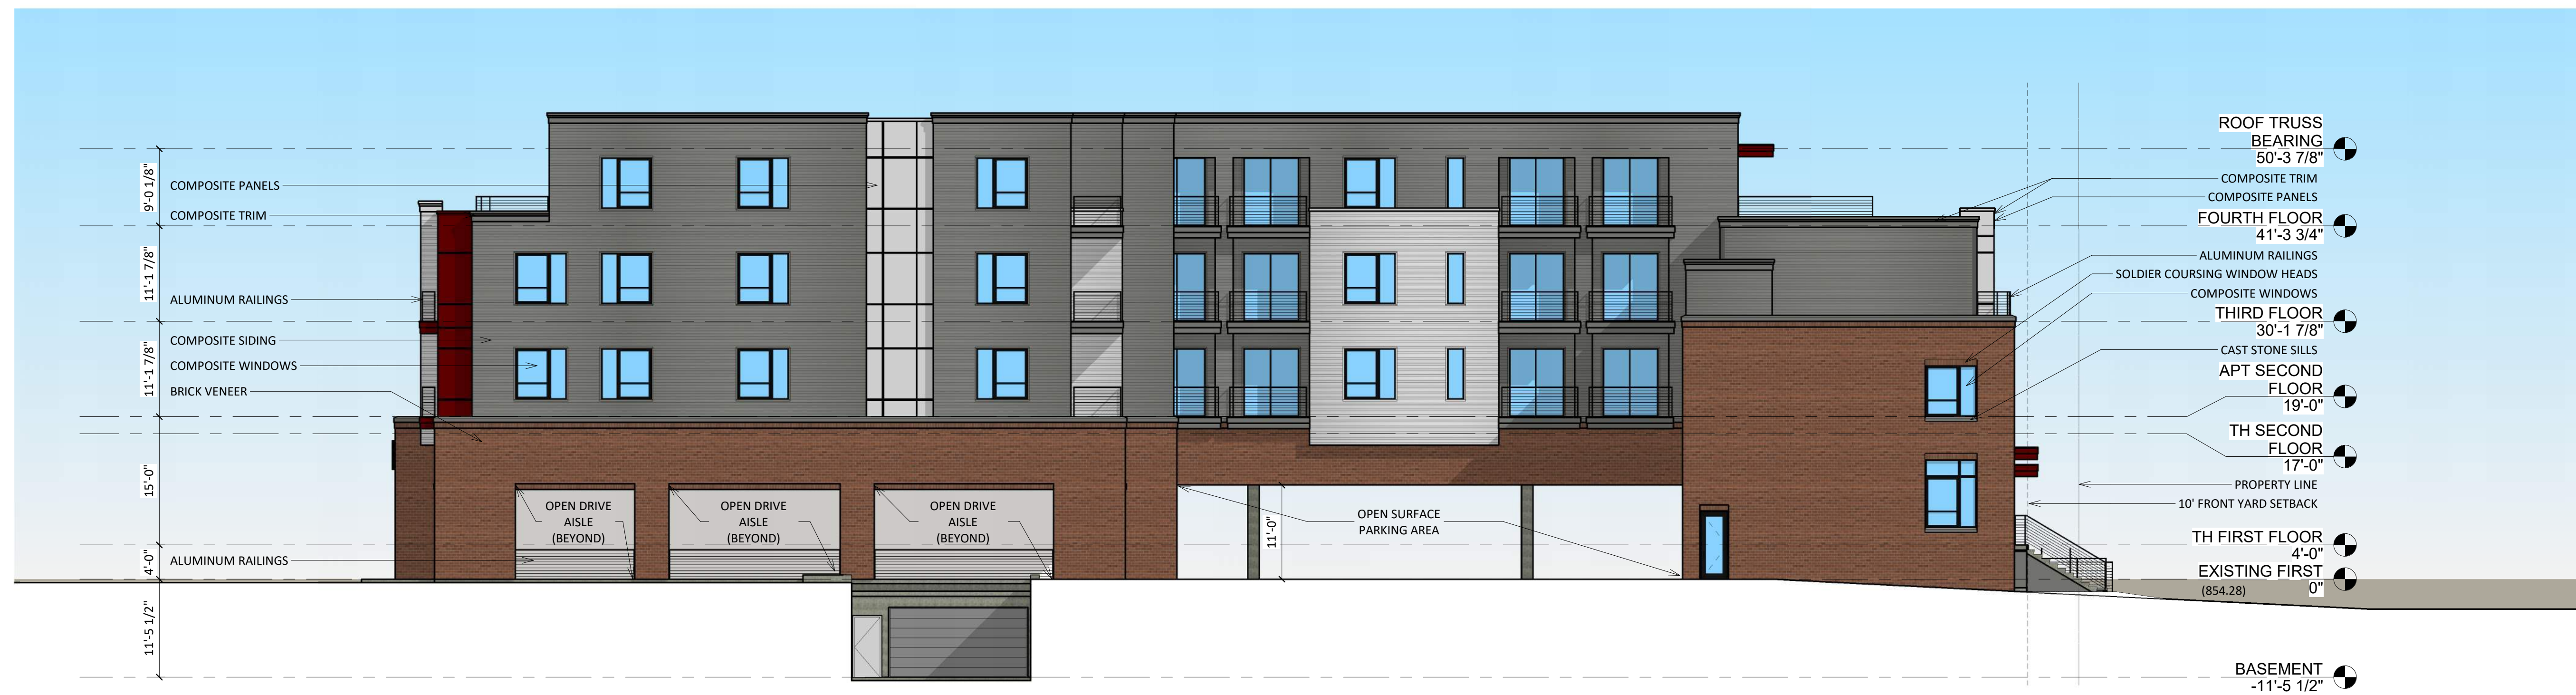 9'-0 1/8"
11'-1 7/8"
11'-1 7/8"
15'-0"
4'-0"
11'-5 1/2"
COMPOSITE PANELS
COMPOSITE TRIM
ALUMINUM RAILINGS
COMPOSITE SIDING
COMPOSITE WINDOWS
BRICK VENEER
ALUMINUM RAILINGS
OPEN DRIVE
AISLE
(BEYOND)
OPEN DRIVE
AISLE
(BEYOND)
OPEN DRIVE
AISLE
(BEYOND)
11'-0"
OPEN SURFACE
PARKING AREA
ROOF TRUSS
BEARING
50'-3 7/8"
COMPOSITE TRIM
COMPOSITE PANELS
FOURTH FLOOR
41'-3 3/4"
ALUMINUM RAILINGS
SOLDIER COURSING WINDOW HEADS
COMPOSITE WINDOWS
THIRD FLOOR
30'-1 7/8"
CAST STONE SILLS
APT SECOND
FLOOR
19'-0"
TH SECOND
FLOOR
17'-0"
PROPERTY LINE
10' FRONT YARD SETBACK
TH FIRST FLOOR
4'-0"
EXISTING FIRST
(854.28) 0"
BASEMENT
-11'-5 1/2"